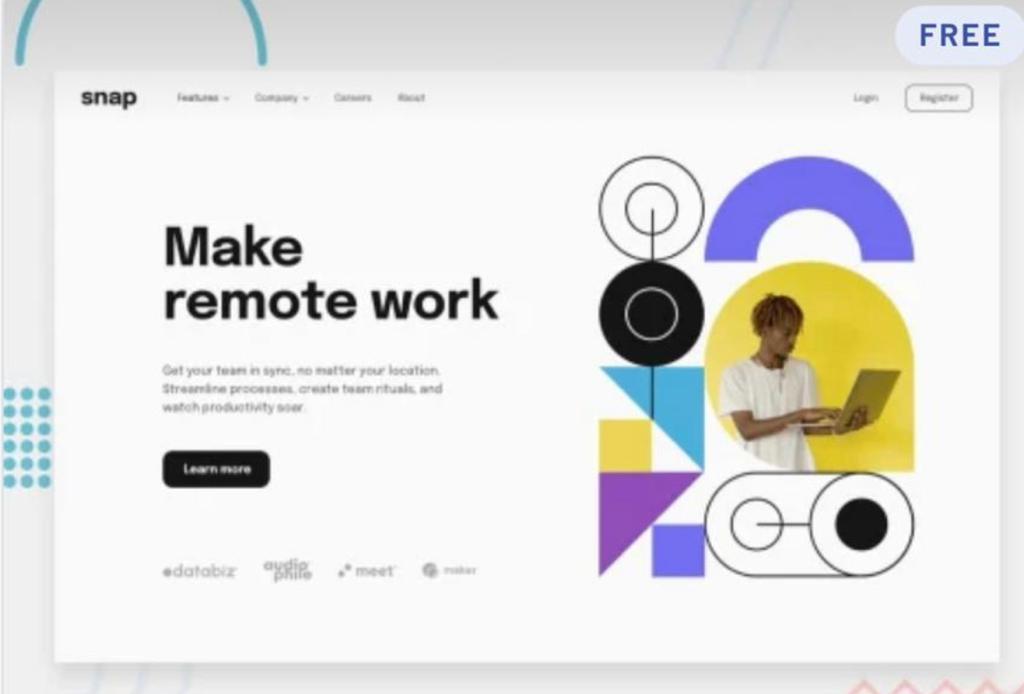 FREE
snap Features Company Careers About Login Register
Make
remote work
Get your team in sync, no matter your location.
Streamline processes, create team rituals, and
watch productivity soar.
Learn more
databiz audiophile meet maker